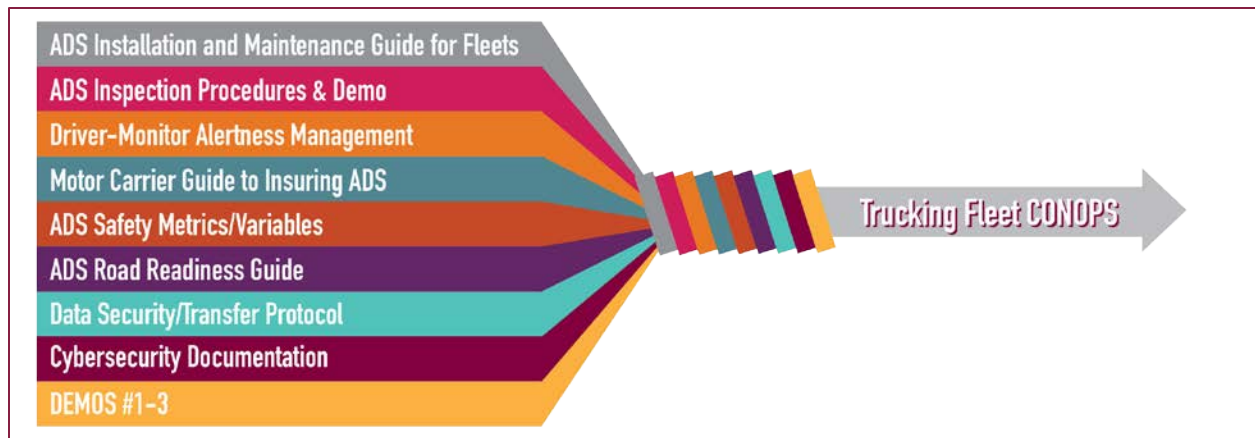 ADS Installation and Maintenance Guide for Fleets
ADS Inspection Procedures & Demo
Driver-Monitor Alertness Management
Motor Carrier Guide to Insuring ADS
ADS Safety Metrics/Variables
ADS Road Readiness Guide
Data Security/Transfer Protocol
Cybersecurity Documentation
DEMOS #1-3
Trucking Fleet CONOPS